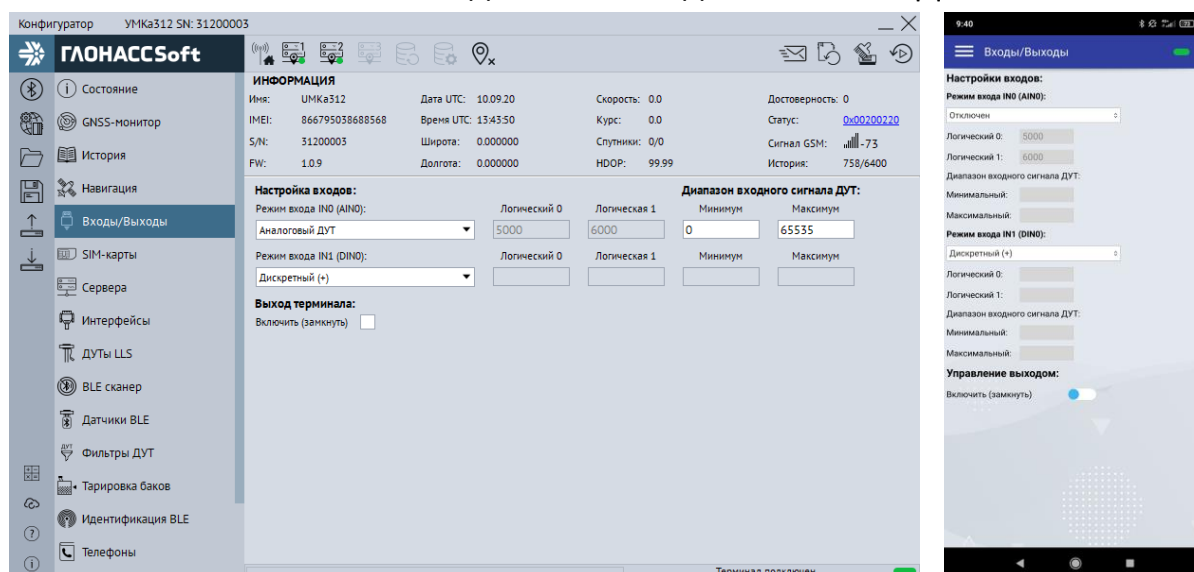 Конфигуратор УМКа312 SN: 31200003
ГЛОНАССSoft
Состояние
GNSS-монитор
История
Навигация
Входы/Выходы
SIM-карты
Сервера
Интерфейсы
ДУТы LLS
BLE сканер
Датчики BLE
Фильтры ДУТ
Тарировка баков
Идентификация BLE
Телефоны
ИНФОРМАЦИЯ
Имя: УМКа312 Дата UTC: 10.09.20 Скорость: 0.0 Достоверность: 0
IMEI: 866795038688568 Время UTC: 13:43:50 Курс: 0.0 Статус: 0x00200220
S/N: 31200003 Широта: 0.000000 Спутники: 0/0 Сигнал GSM: -73
FW: 1.0.9 Долгота: 0.000000 HDOP: 99.99 История: 758/6400
Настройка входов: Диапазон входного сигнала ДУТ:
Режим входа IN0 (AIN0): Логический 0 Логическая 1 Минимум Максимум
Аналоговый ДУТ 5000 6000 0 65535
Режим входа IN1 (DIN0): Логический 0 Логическая 1 Минимум Максимум
Дискретный (+)
Выход терминала:
Включить (замкнуть)
Терминал подключен
9:40
Входы/Выходы
Настройки входов:
Режим входа IN0 (AIN0):
Отключен
Логический 0: 5000
Логический 1: 6000
Диапазон входного сигнала ДУТ:
Минимальный:
Максимальный:
Режим входа IN1 (DIN0):
Дискретный (+)
Логический 0:
Логический 1:
Диапазон входного сигнала ДУТ:
Минимальный:
Максимальный:
Управление выходом:
Включить (замкнуть)